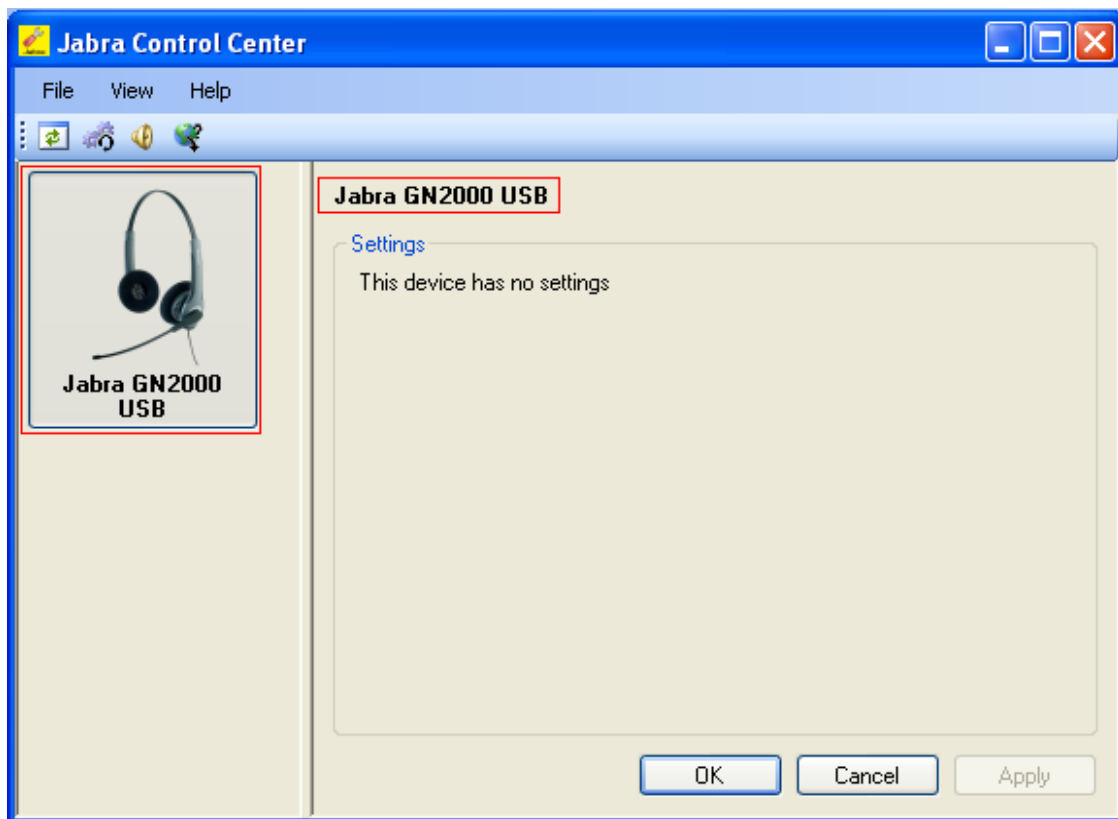 Jabra Control Center
File View Help
Jabra GN2000
USB
Jabra GN2000 USB
Settings
This device has no settings
OK Cancel Apply